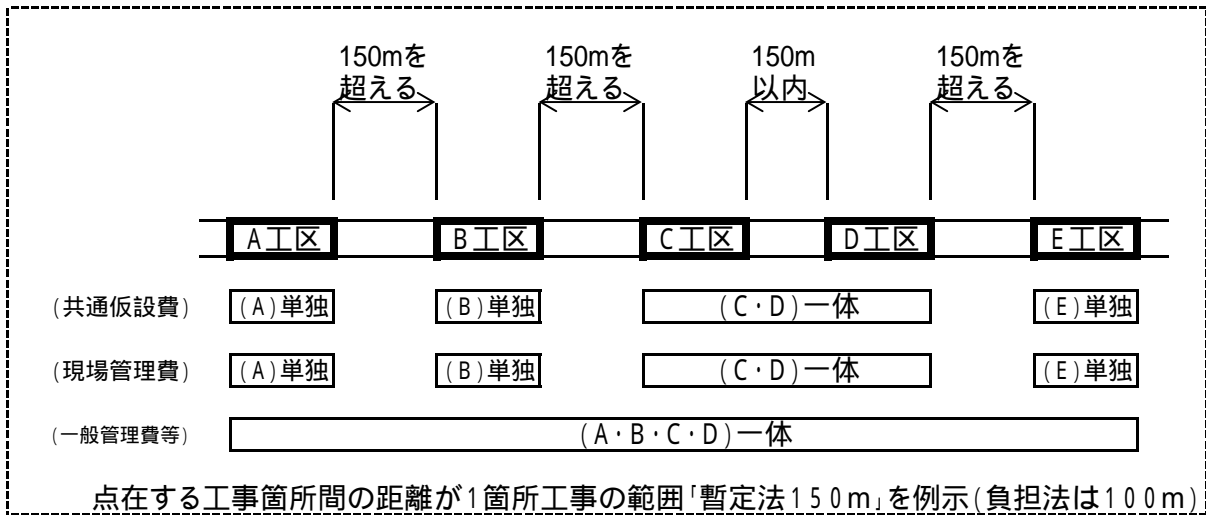 150mを 150mを 150m 150mを
超える 超える 以内 超える
A工区 B工区 C工区 D工区 E工区
(共通仮設費) (A)単独 (B)単独 (C・D)一体 (E)単独
(現場管理費) (A)単独 (B)単独 (C・D)一体 (E)単独
(一般管理費等) (A・B・C・D)一体
点在する工事箇所間の距離が1箇所工事の範囲「暫定法150m」を例示(負担法は100m)